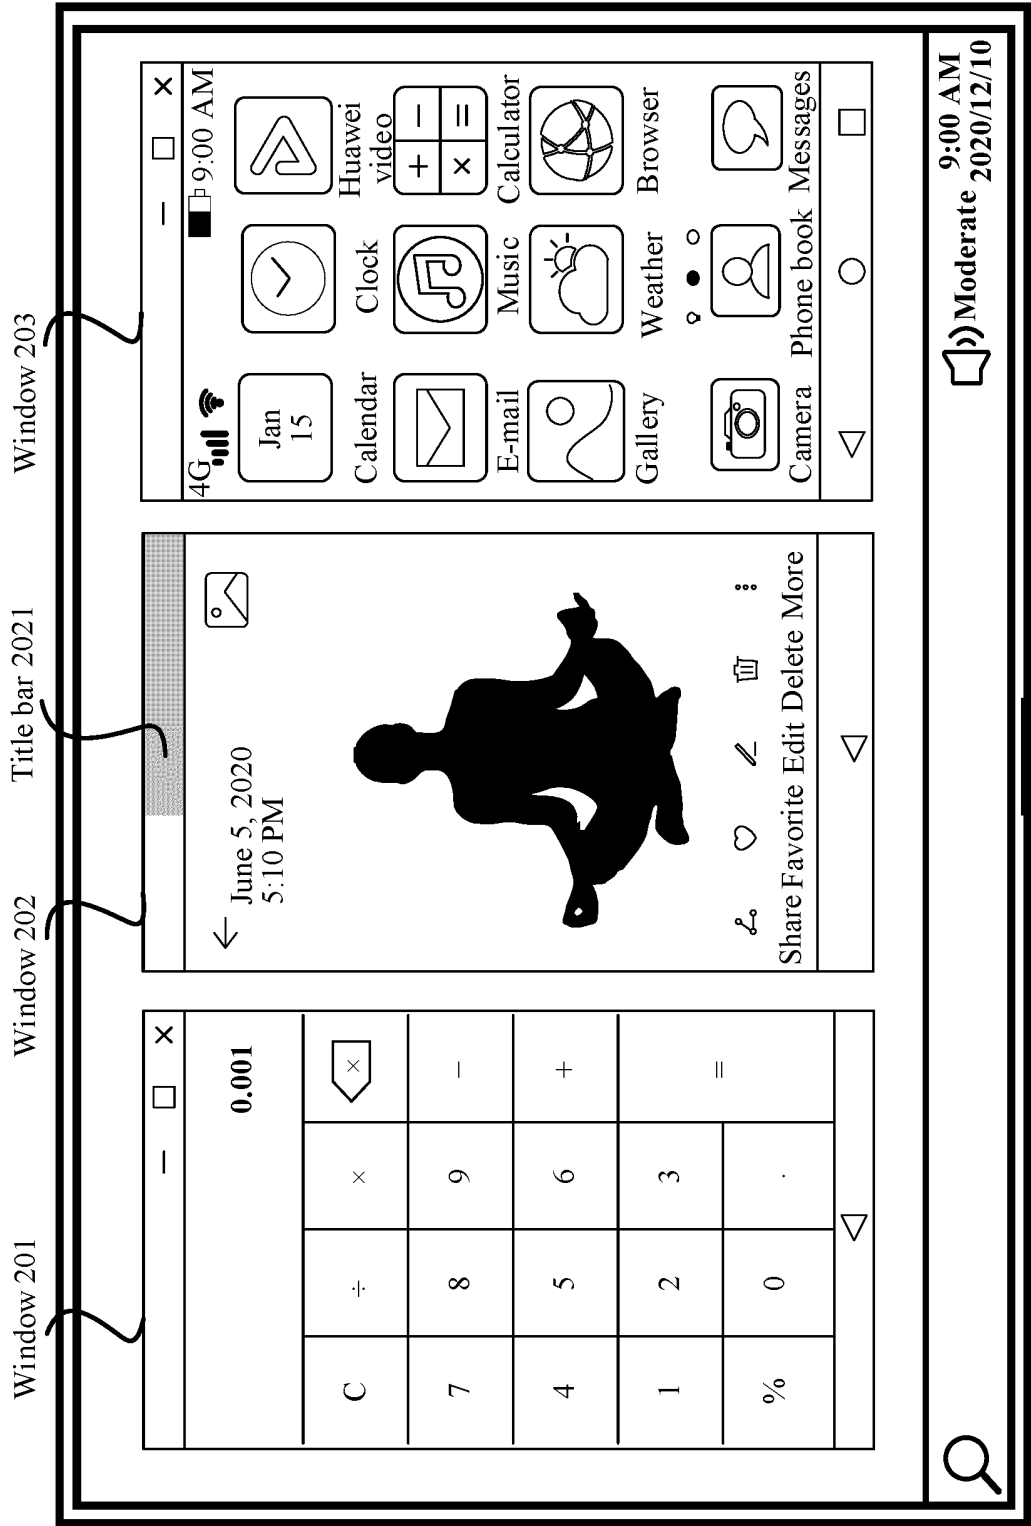 Window 201
Window 202
Title bar 2021
Window 203
0.001
C ÷ ×
7 8 9 −
4 5 6 +
1 2 3 =
% 0 .
June 5, 2020
5:10 PM
Share Favorite Edit Delete More
4G 9:00 AM
Jan
15
Calendar Clock Huawei
video
+ −
× =
E-mail Music Calculator
Gallery Weather Browser
Camera Phone book Messages
Moderate
9:00 AM
2020/12/10